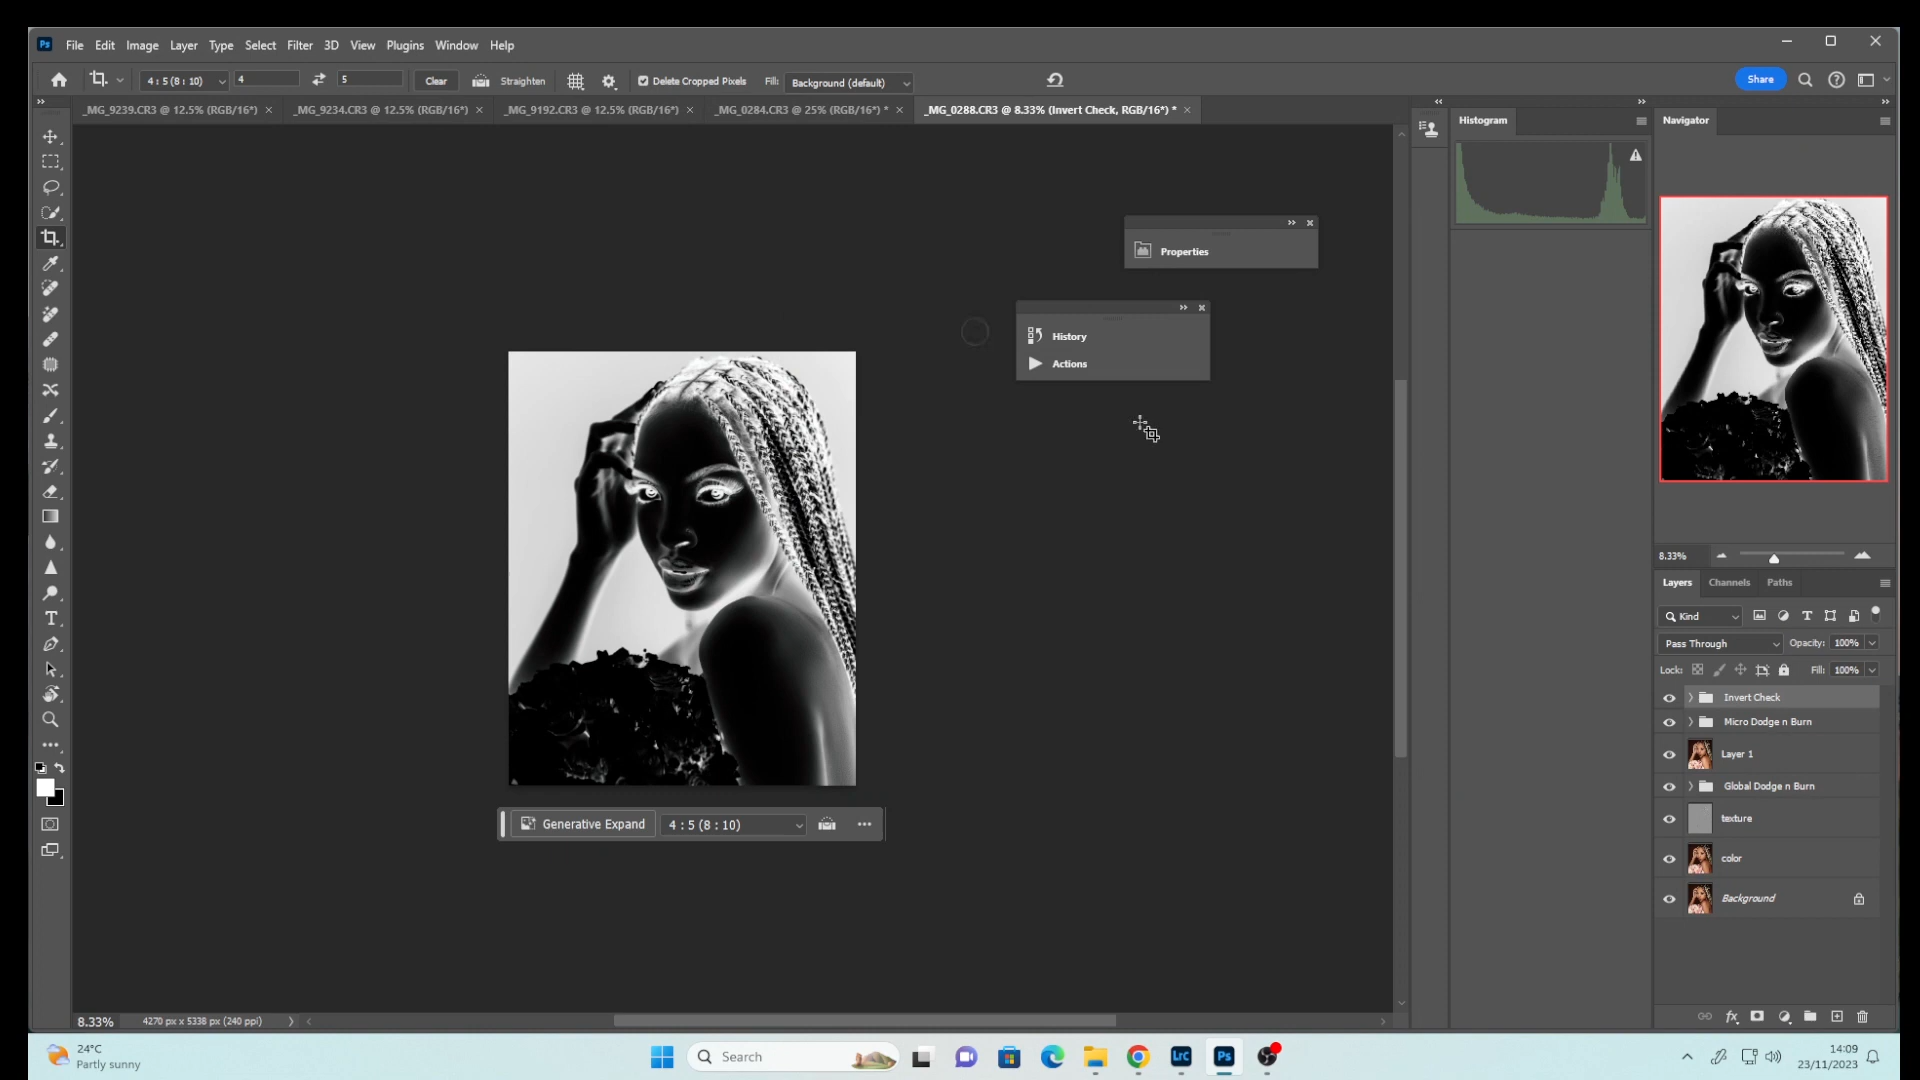 Ps File Edit Image Layer Type Select Filter 3D View Plugins Window Help
4 : 5 (8 : 10) 4 5 Clear Straighten Delete Cropped Pixels Fill: Background (default) Share
_MG_9239.CR3 @ 12.5% (RGB/16*) _MG_9234.CR3 @ 12.5% (RGB/16*) _MG_9192.CR3 @ 12.5% (RGB/16*) _MG_0284.CR3 @ 25% (RGB/16*) * _MG_0288.CR3 @ 8.33% (Invert Check, RGB/16*) *
Histogram Navigator
Properties
History
Actions
8.33%
Layers Channels Paths
Kind
Pass Through Opacity: 100%
Lock: Fill: 100%
Invert Check
Micro Dodge n Burn
Layer 1
Global Dodge n Burn
texture
color
Background
Generative Expand 4 : 5 (8 : 10)
8.33% 4270 px x 5338 px (240 ppi)
fx
24°C
Partly sunny
Search
Lrc Ps
14:09
23/11/2023